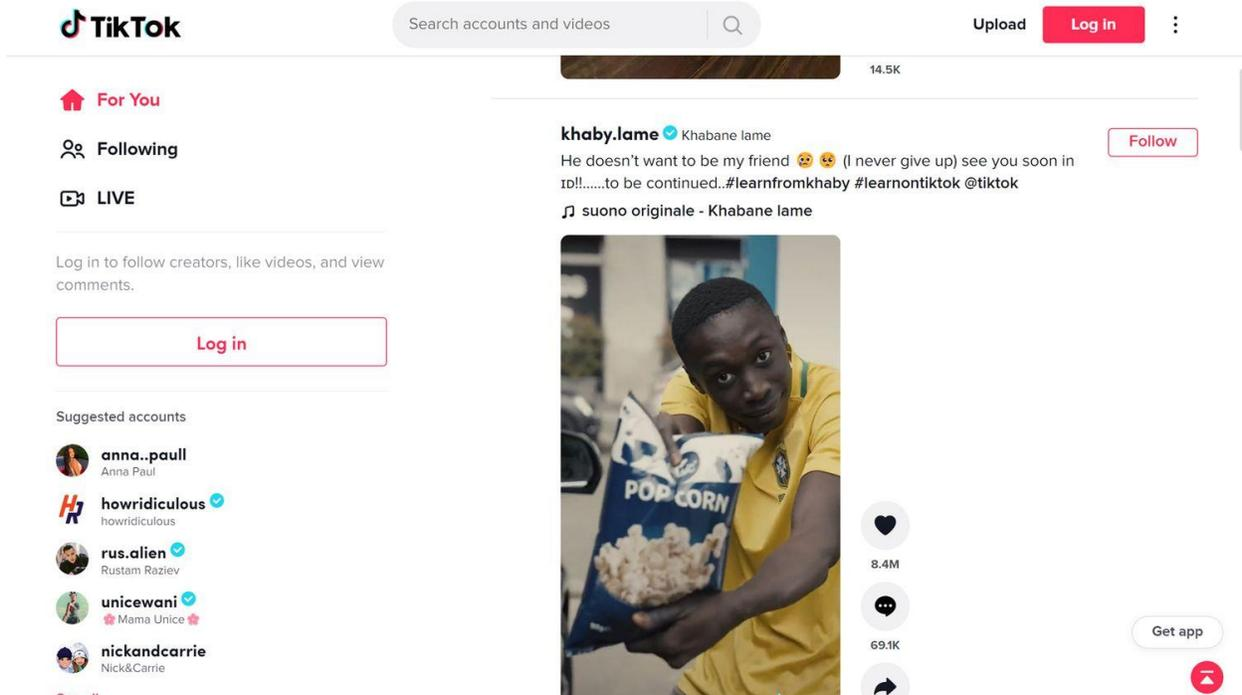 TikTok
Search accounts and videos
Upload
Log in
For You
Following
LIVE
Log in to follow creators, like videos, and view
comments.
Log in
Suggested accounts
anna..paull
Anna Paul
howridiculous
howridiculous
rus.alien
Rustam Raziev
unicewani
🌸Mama Unice🌸
nickandcarrie
Nick&Carrie
14.5K
khaby.lame Khabane lame
Follow
He doesn’t want to be my friend 😢 🥺 (I never give up) see you soon in
ɪᴅ!!......to be continued..#learnfromkhaby #learnontiktok @tiktok
suono originale - Khabane lame
POP CORN
8.4M
69.1K
Get app